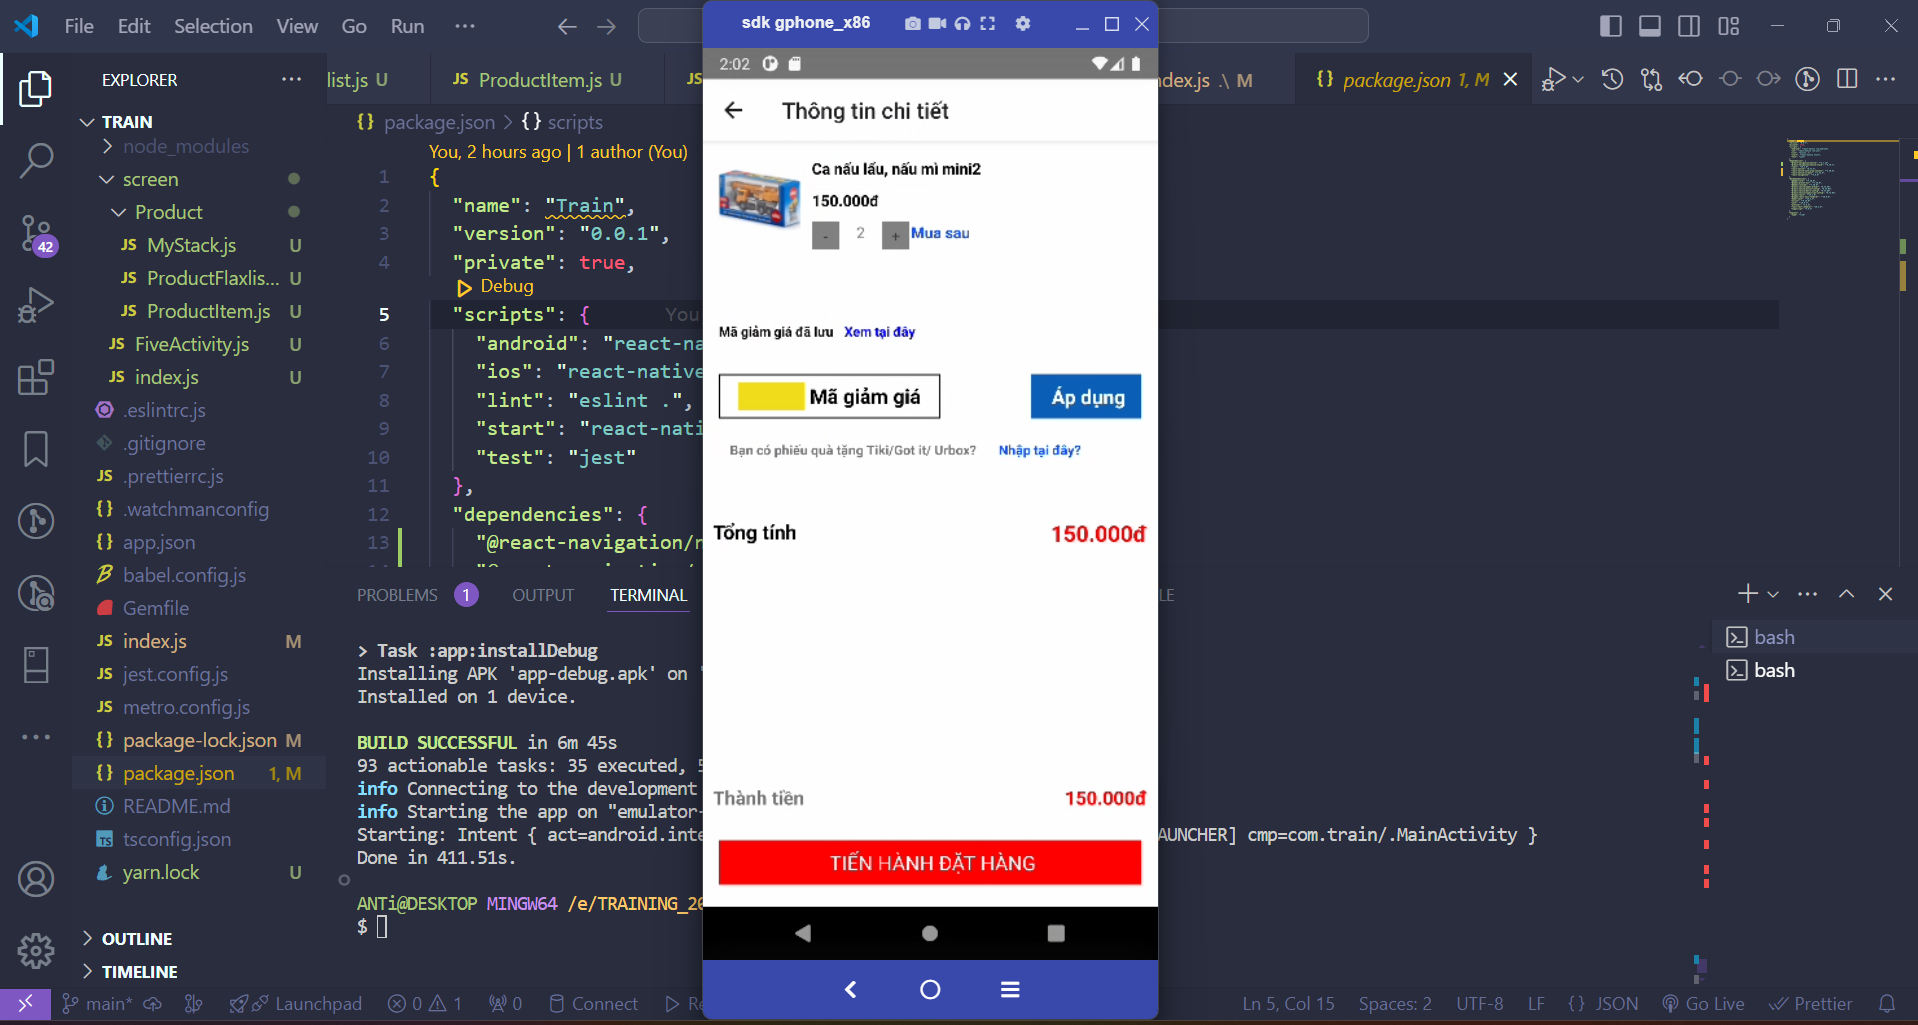 File Edit Selection View Go Run ...
sdk gphone_x86
EXPLORER
list.js U
ProductItem.js U
JS
ndex.js .\ M
package.json 1, M
2:02
TRAIN
node_modules
screen
Product
JS MyStack.js U
JS ProductFlaxlis... U
JS ProductItem.js U
JS FiveActivity.js U
JS index.js U
.eslintrc.js
.gitignore
JS .prettierrc.js
{} .watchmanconfig
{} app.json
babel.config.js
Gemfile
JS index.js M
JS jest.config.js
JS metro.config.js
{} package-lock.json M
{} package.json 1, M
README.md
TS tsconfig.json
yarn.lock U
OUTLINE
TIMELINE
42
{} package.json > {} scripts
You, 2 hours ago | 1 author (You)
1 {
2 "name": "Train",
3 "version": "0.0.1",
4 "private": true,
Debug
5 "scripts": { You
6 "android": "react-na
7 "ios": "react-native
8 "lint": "eslint .",
9 "start": "react-nati
10 "test": "jest"
11 },
12 "dependencies": {
13 "@react-navigation/n
Thông tin chi tiết
Ca nấu lẩu, nấu mì mini2
150.000đ
- 2 + Mua sau
Mã giảm giá đã lưu Xem tại đây
Mã giảm giá
Áp dụng
Bạn có phiếu quà tặng Tiki/Got it/ Urbox? Nhập tại đây?
Tổng tính 150.000đ
Thành tiền 150.000đ
TIẾN HÀNH ĐẶT HÀNG
PROBLEMS 1 OUTPUT TERMINAL LE
> Task :app:installDebug
Installing APK 'app-debug.apk' on '
Installed on 1 device.
BUILD SUCCESSFUL in 6m 45s
93 actionable tasks: 35 executed, 5
info Connecting to the development
info Starting the app on "emulator-
Starting: Intent { act=android.inte AUNCHER] cmp=com.train/.MainActivity }
Done in 411.51s.
ANTi@DESKTOP MINGW64 /e/TRAINING_20
$
bash
bash
main* Launchpad 0 1 0 Connect Re Ln 5, Col 15 Spaces: 2 UTF-8 LF {} JSON Go Live Prettier